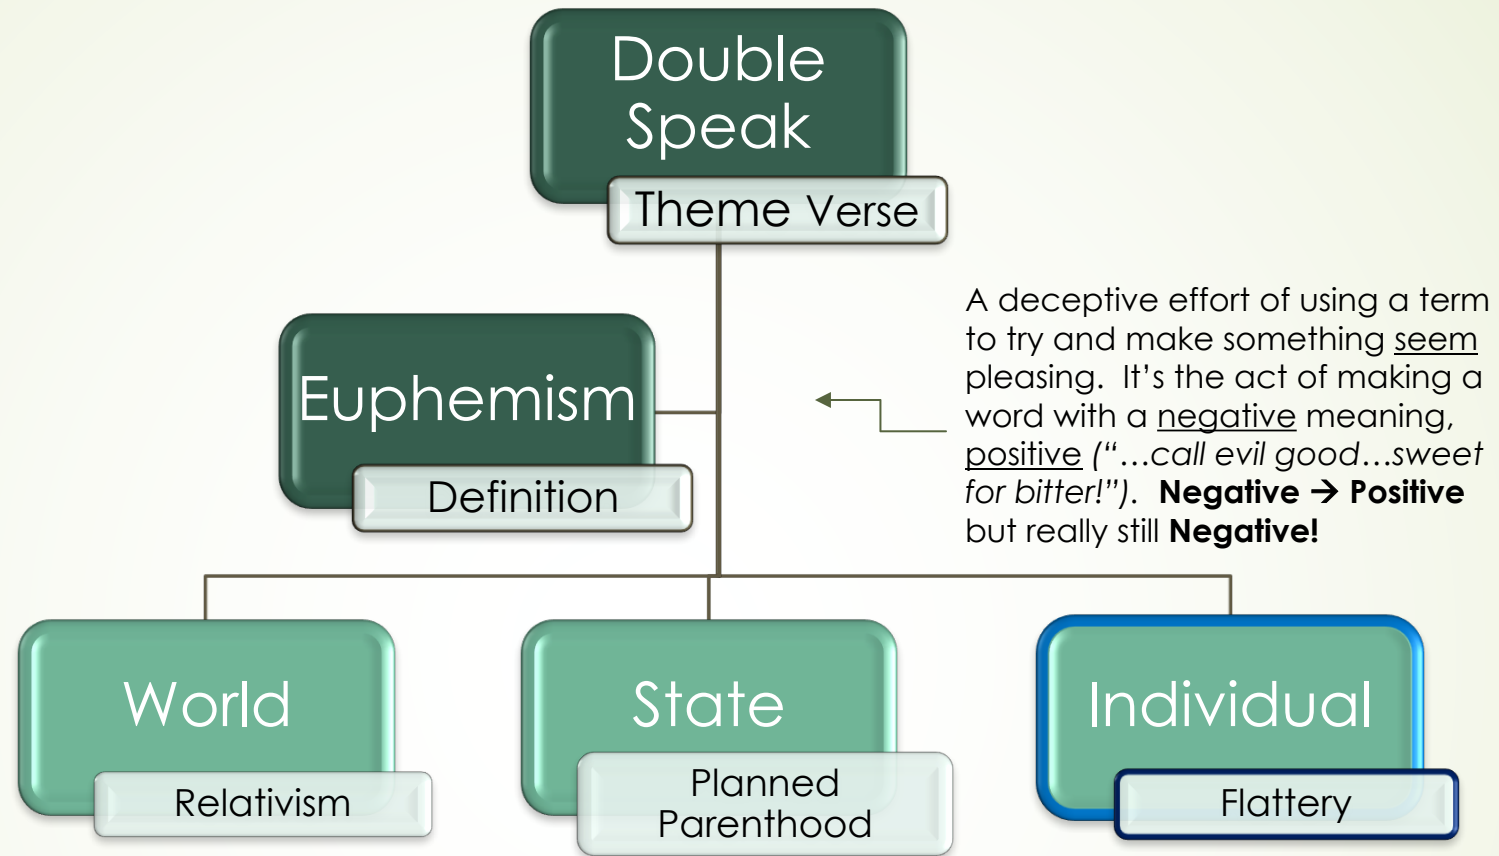 Double
Speak
Theme Verse
A deceptive effort of using a term
to try and make something seem
pleasing.  It’s the act of making a
word with a negative meaning,
positive (“…call evil good…sweet
for bitter!”).  Negative → Positive
but really still Negative!
Euphemism
Definition
World
Relativism
State
Planned
Parenthood
Individual
Flattery